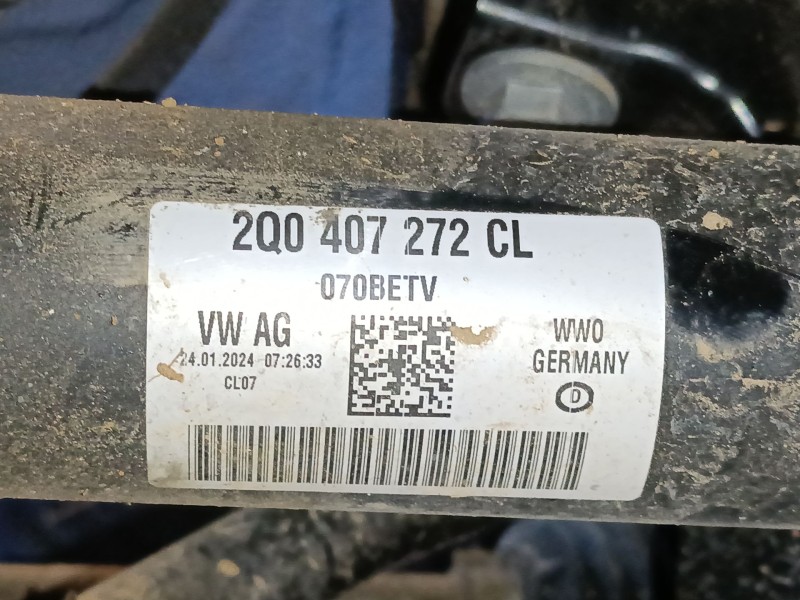 2Q0 407 272 CL
070BETV
VW AG
24.01.2024 07:26:33
CL07
WWO
GERMANY
D